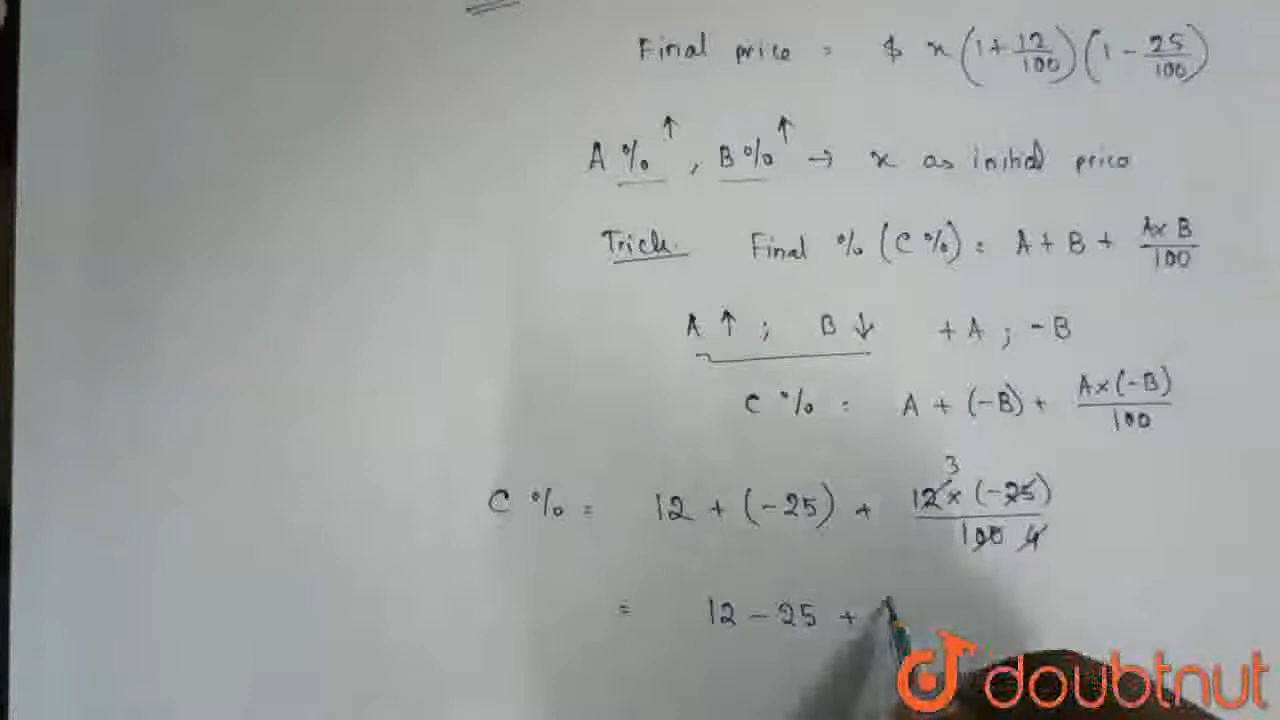 Final price = $ x (1 + 12/100) (1 - 25/100)
A % ↑ , B % ↑ → x as initial price
Trick. Final % (C %) = A + B + A x B/100
A ↑ ; B ↓ + A ; - B
C % = A + (-B) + A x (-B)/100
C % = 12 + (-25) + 12 3 x (-25)/100 4
= 12 - 25 +
doubtnut